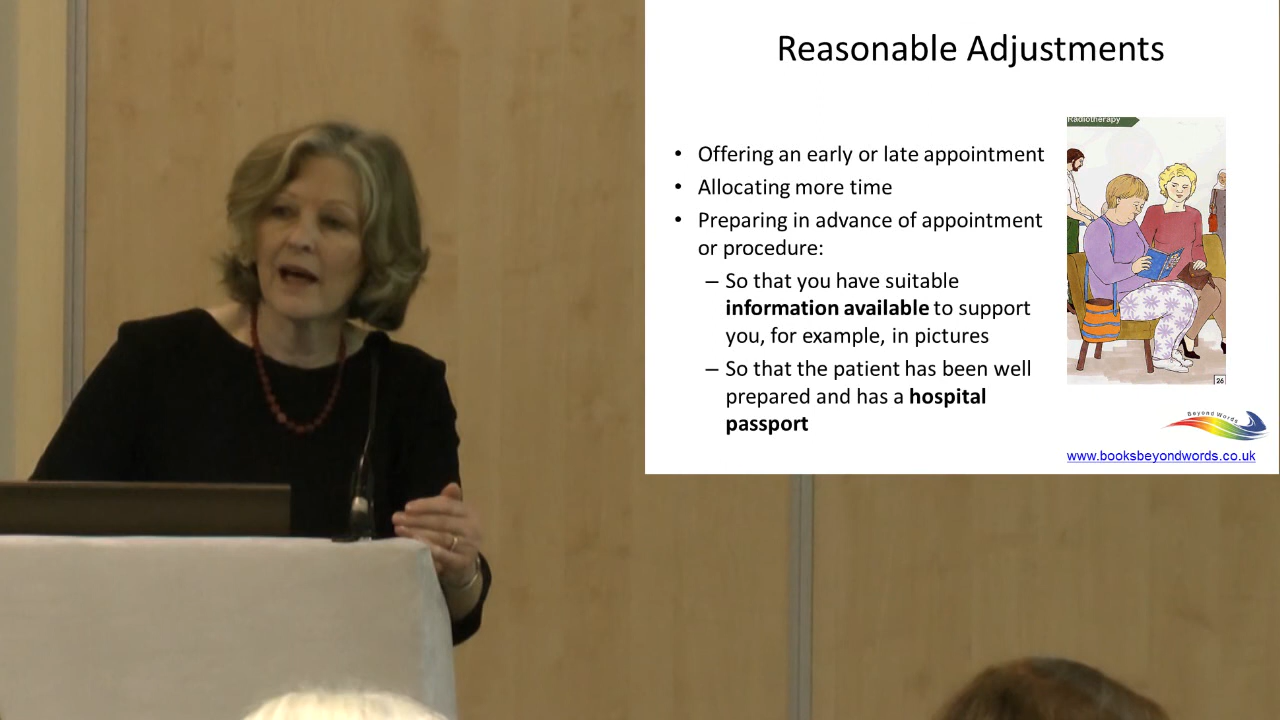 Reasonable Adjustments
• Offering an early or late appointment
• Allocating more time
• Preparing in advance of appointment
or procedure:
– So that you have suitable
information available to support
you, for example, in pictures
– So that the patient has been well
prepared and has a hospital
passport
Radiotherapy
26
Beyond Words
www.booksbeyondwords.co.uk